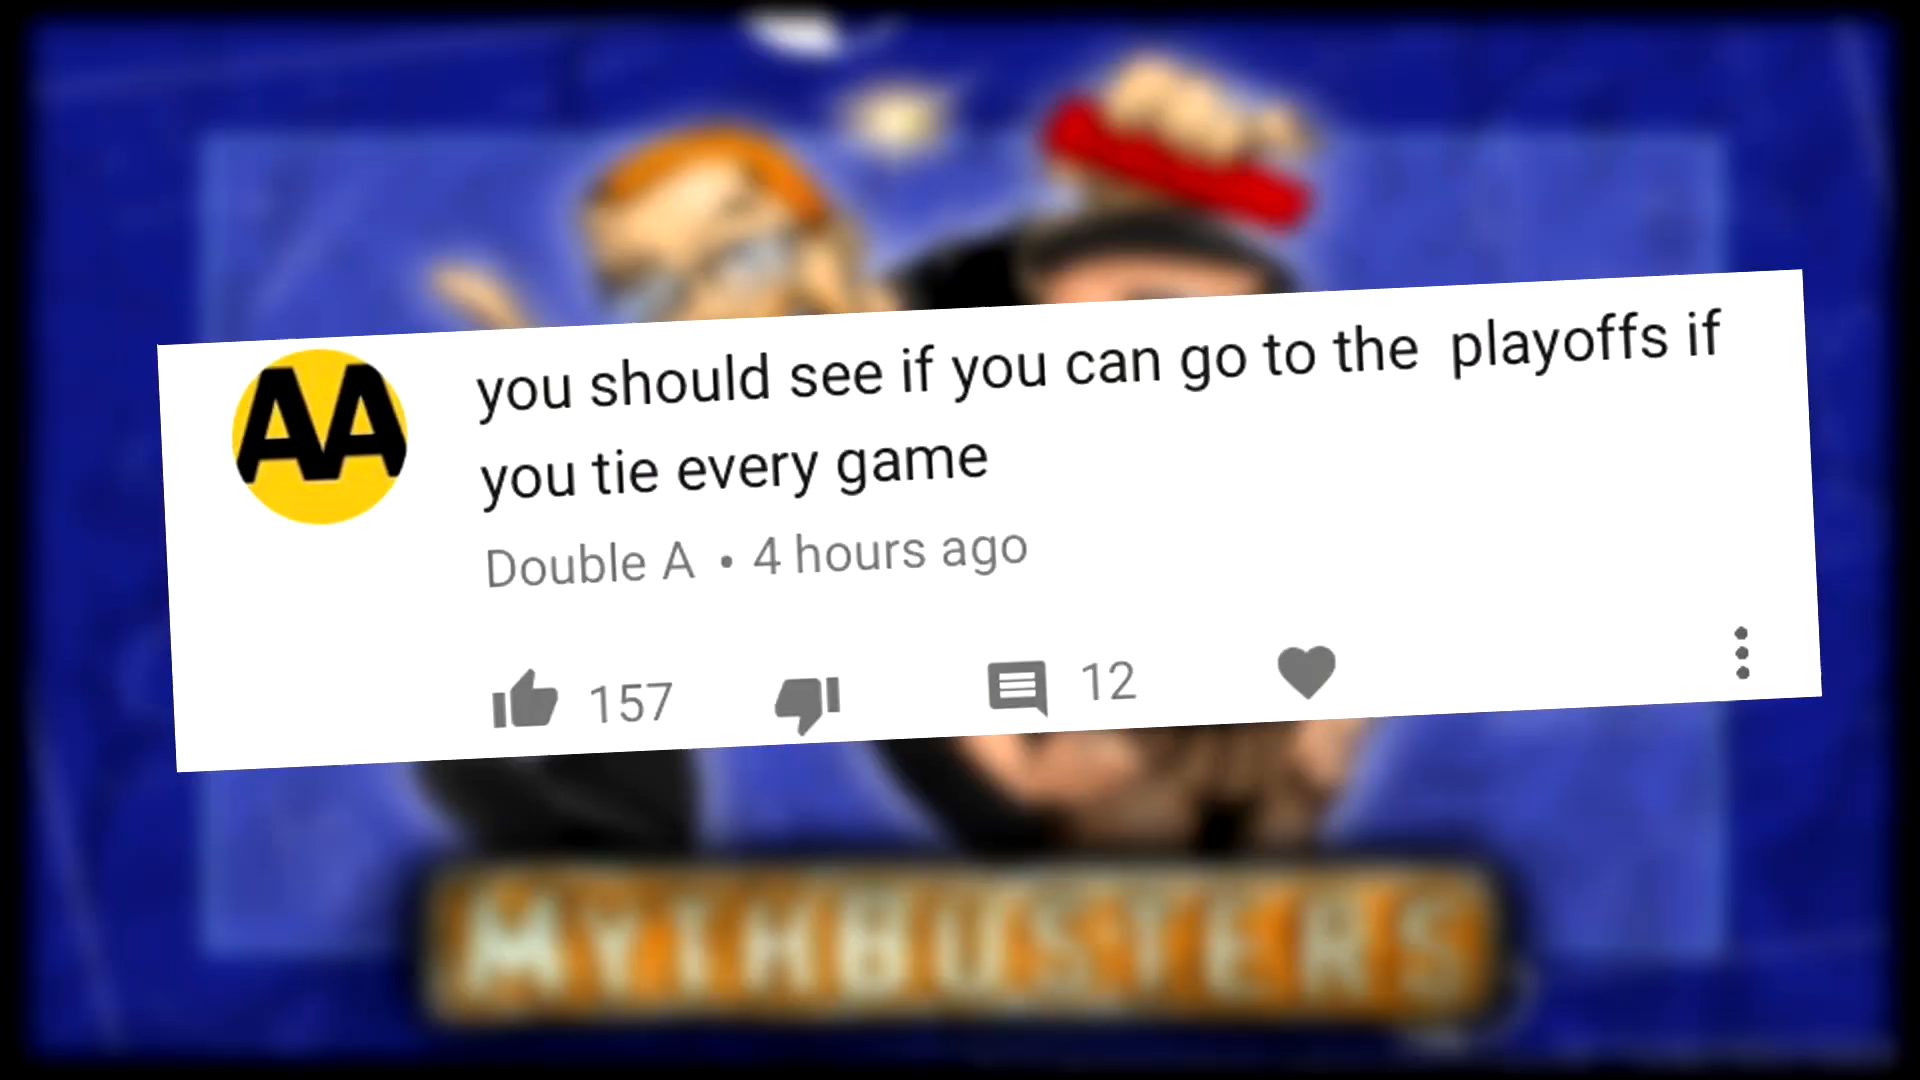 AA
you should see if you can go to the playoffs if
you tie every game
Double A • 4 hours ago
157 12
MYTHBUSTERS